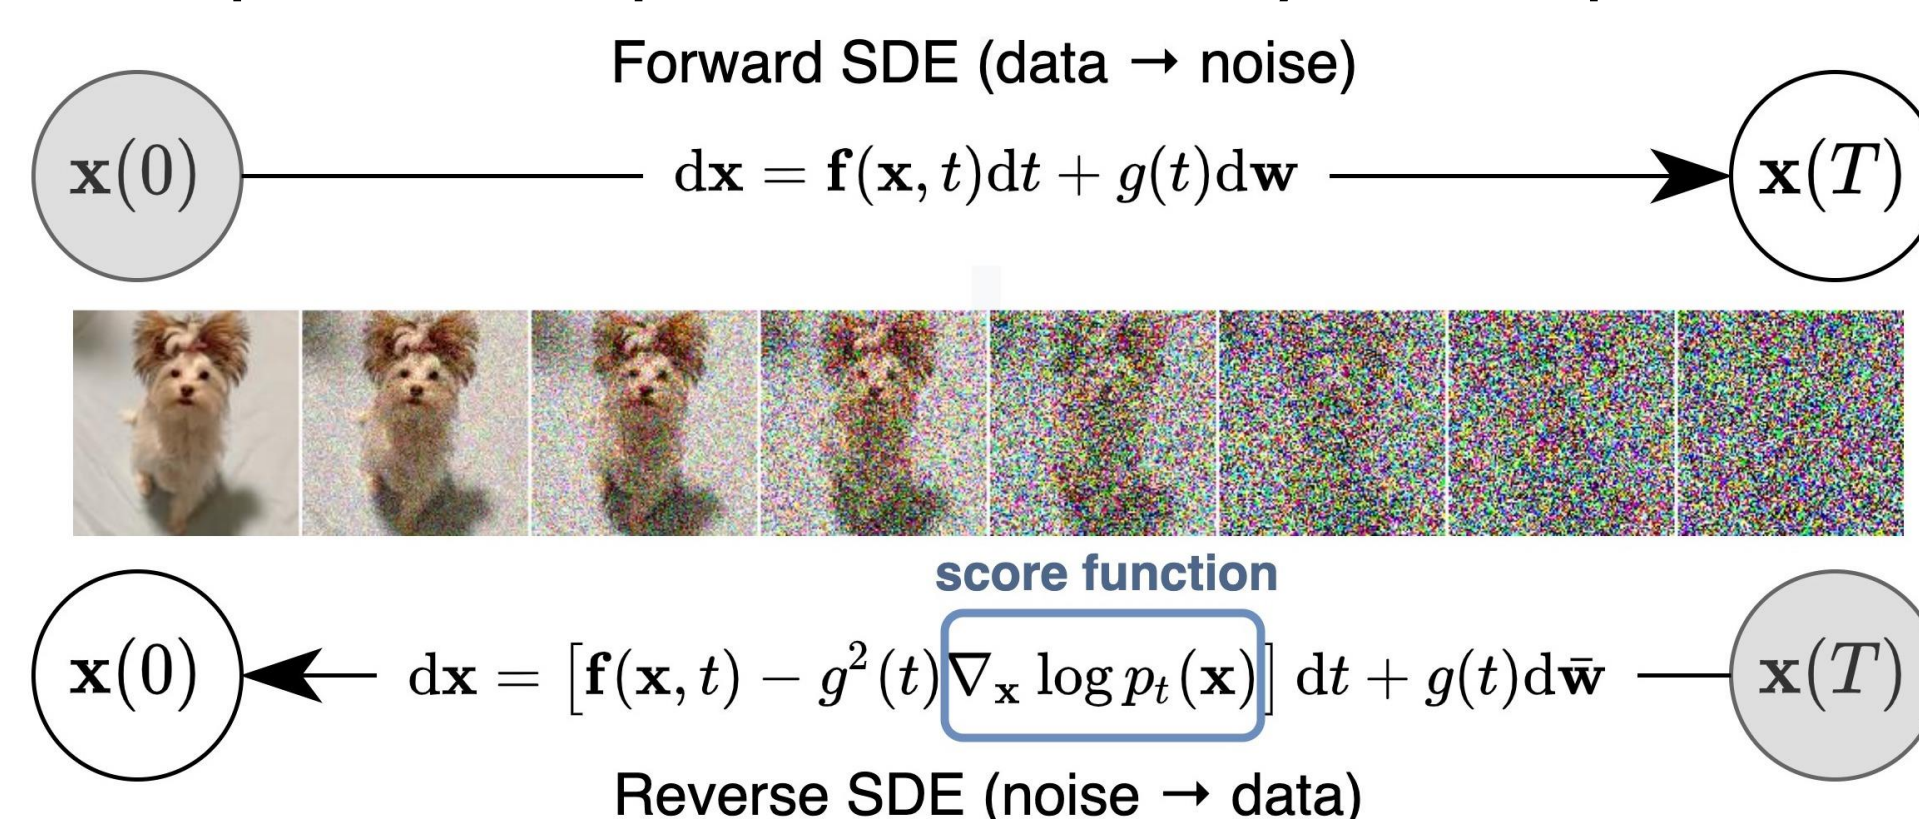 Forward SDE (data → noise)
x(0) dx = f(x, t)dt + g(t)dw x(T)
score function
x(0) dx = [f(x, t) − g²(t)∇ₓ log pₜ(x)] dt + g(t)dw̄ x(T)
Reverse SDE (noise → data)